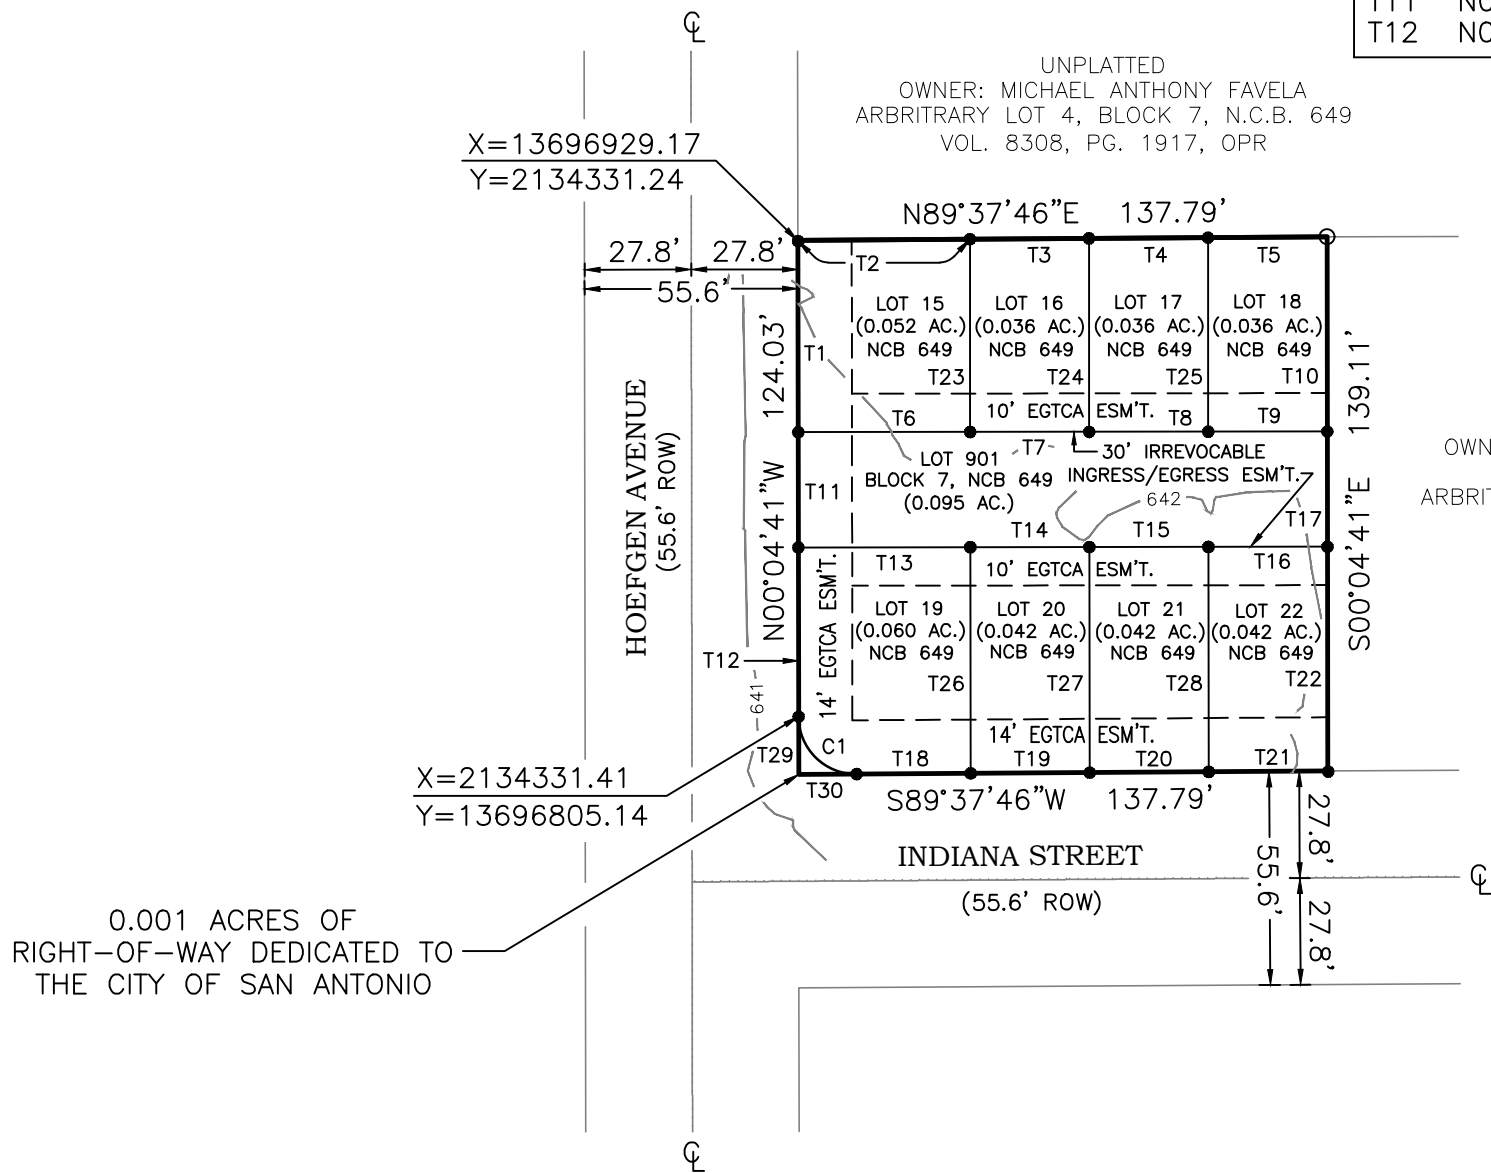 T12
UNPLATTED
OWNER: MICHAEL ANTHONY FAVELA
ARBRITRARY LOT 4, BLOCK 7, N.C.B. 649
VOL. 8308, PG. 1917, OPR
X=13696929.17
Y=2134331.24
N89°37'46"E 137.79'
27.8' 27.8'
55.6'
T2 T3 T4 T5
LOT 15
(0.052 AC.)
NCB 649
LOT 16
(0.036 AC.)
NCB 649
LOT 17
(0.036 AC.)
NCB 649
LOT 18
(0.036 AC.)
NCB 649
T1
T23 T24 T25 T10
10' EGTCA ESM'T.
T6 T7 T8 T9
N00°04'41"W 124.03'
S00°04'41"E 139.11'
HOEFGEN AVENUE
(55.6' ROW)
LOT 901
BLOCK 7, NCB 649
(0.095 AC.)
30' IRREVOCABLE
INGRESS/EGRESS ESM'T.
642
T11
T17
T13 T14 T15 T16
10' EGTCA ESM'T.
14' EGTCA ESM'T.
LOT 19
(0.060 AC.)
NCB 649
LOT 20
(0.042 AC.)
NCB 649
LOT 21
(0.042 AC.)
NCB 649
LOT 22
(0.042 AC.)
NCB 649
T12
T26 T27 T28 T22
641
14' EGTCA ESM'T.
C1
T29
T18 T19 T20 T21
T30
S89°37'46"W 137.79'
X=2134331.41
Y=13696805.14
INDIANA STREET
(55.6' ROW)
27.8'
55.6'
27.8'
0.001 ACRES OF
RIGHT-OF-WAY DEDICATED TO
THE CITY OF SAN ANTONIO